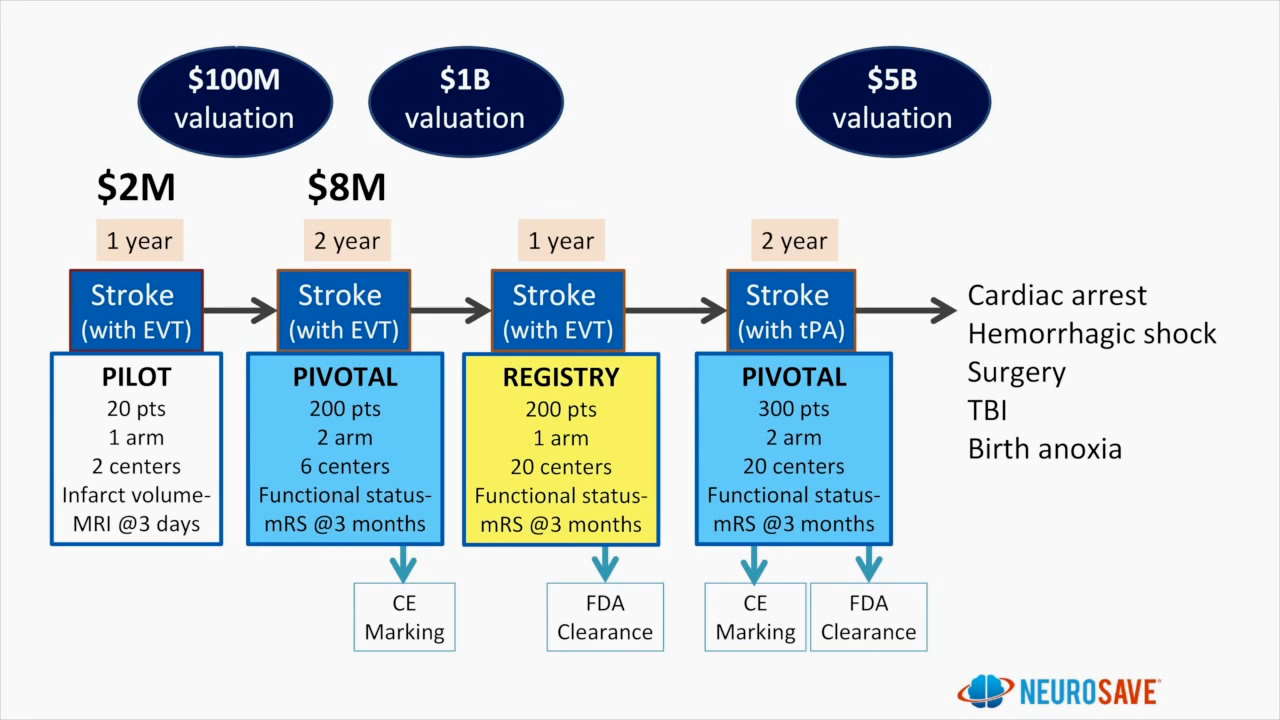 $100M
valuation
$1B
valuation
$5B
valuation
$2M
$8M
1 year
2 year
1 year
2 year
Stroke
(with EVT)
Stroke
(with EVT)
Stroke
(with EVT)
Stroke
(with tPA)
PILOT
20 pts
1 arm
2 centers
Infarct volume-
MRI @3 days
PIVOTAL
200 pts
2 arm
6 centers
Functional status-
mRS @3 months
REGISTRY
200 pts
1 arm
20 centers
Functional status-
mRS @3 months
PIVOTAL
300 pts
2 arm
20 centers
Functional status-
mRS @3 months
Cardiac arrest
Hemorrhagic shock
Surgery
TBI
Birth anoxia
CE
Marking
FDA
Clearance
CE
Marking
FDA
Clearance
NEUROSAVE